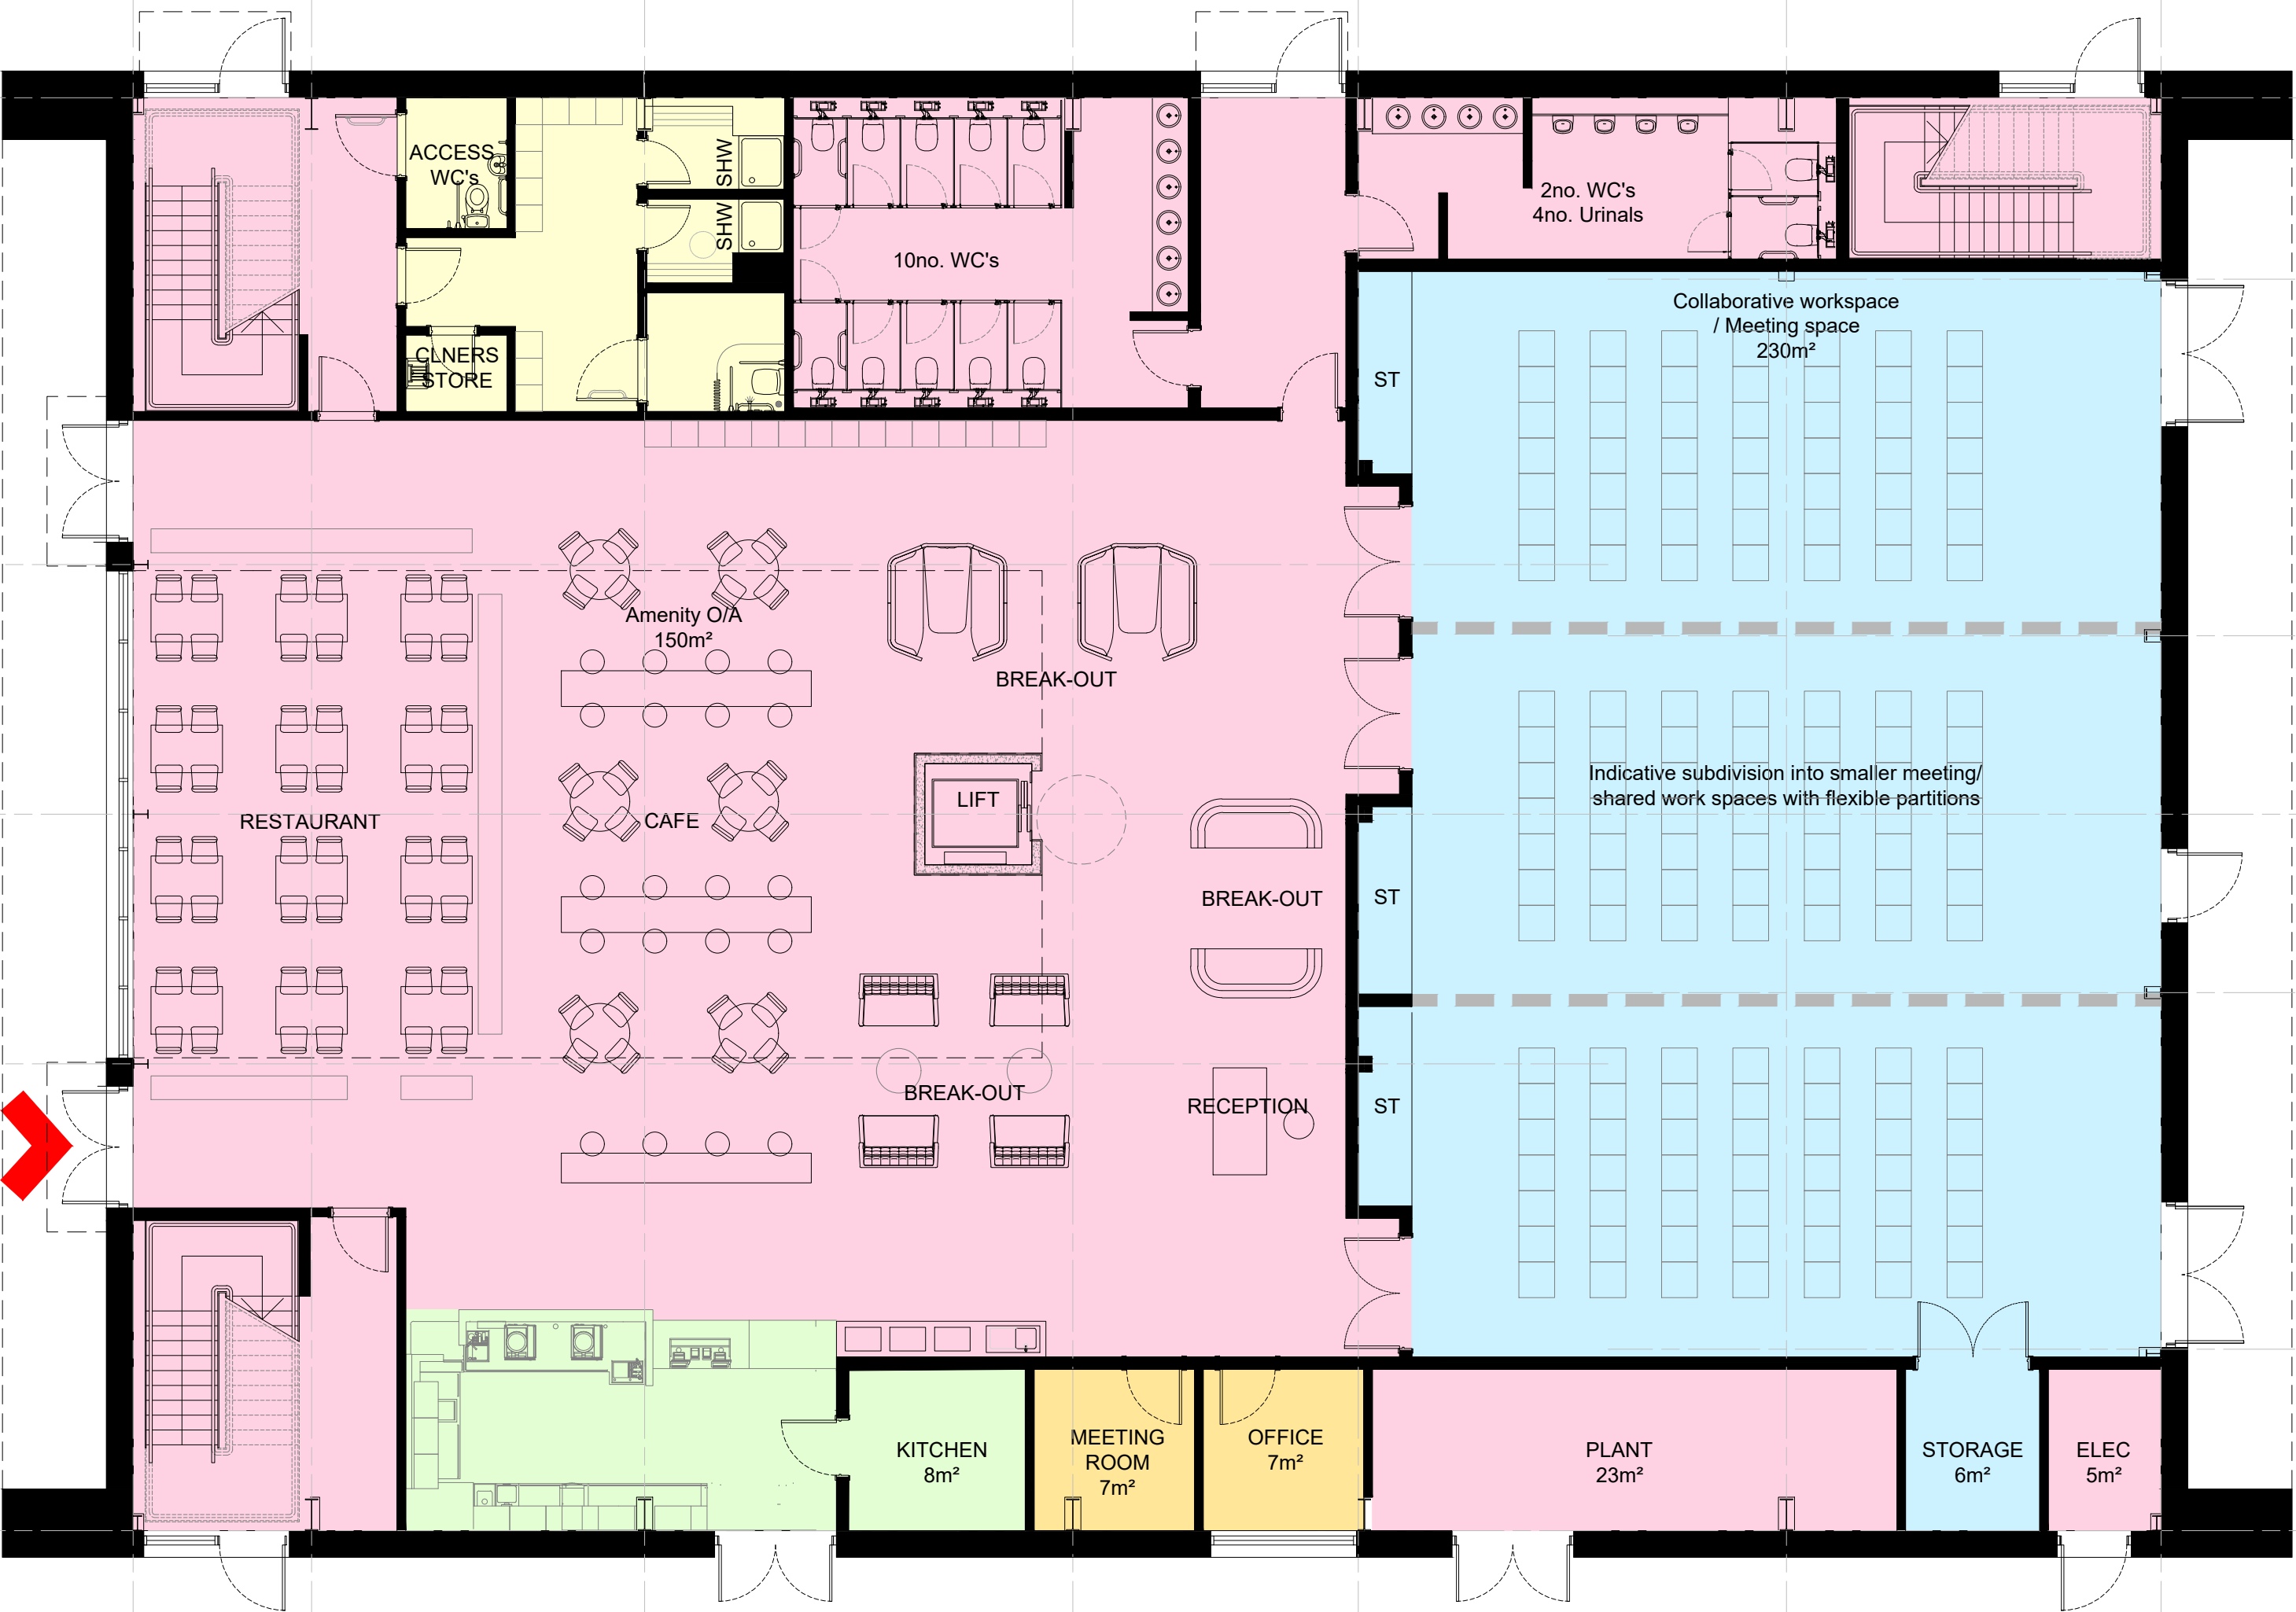 ACCESS
WC's
SHW
SHW
CLNERS
STORE
10no. WC's
2no. WC's
4no. Urinals
Collaborative workspace
/ Meeting space
230m²
ST
Amenity O/A
150m²
BREAK-OUT
Indicative subdivision into smaller meeting/
shared work spaces with flexible partitions
LIFT
RESTAURANT
CAFE
BREAK-OUT
ST
BREAK-OUT
RECEPTION
ST
KITCHEN
8m²
MEETING
ROOM
7m²
OFFICE
7m²
PLANT
23m²
STORAGE
6m²
ELEC
5m²